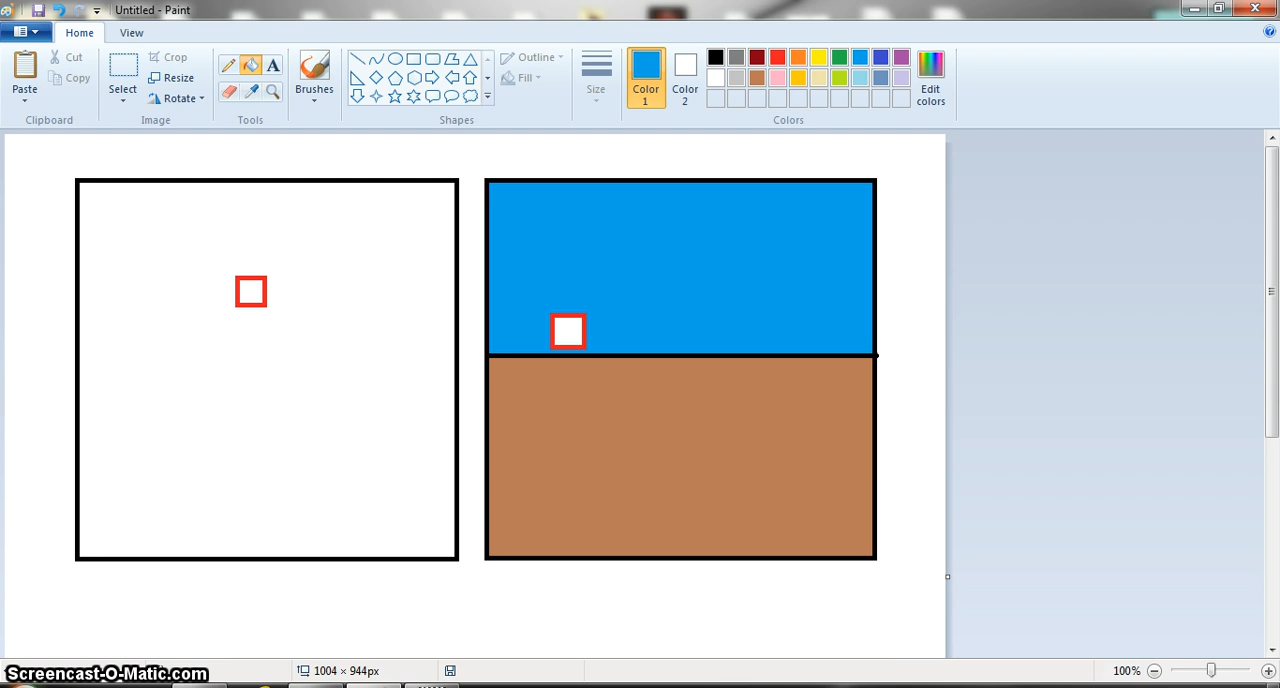 Untitled - Paint
Home View
Paste
Cut
Copy
Clipboard
Select
Crop
Resize
Rotate
Image
A
Tools
Brushes
Outline
Fill
Shapes
Size
Color 1
Color 2
Edit colors
Colors
1004 × 944px
100%
Screencast-O-Matic.com